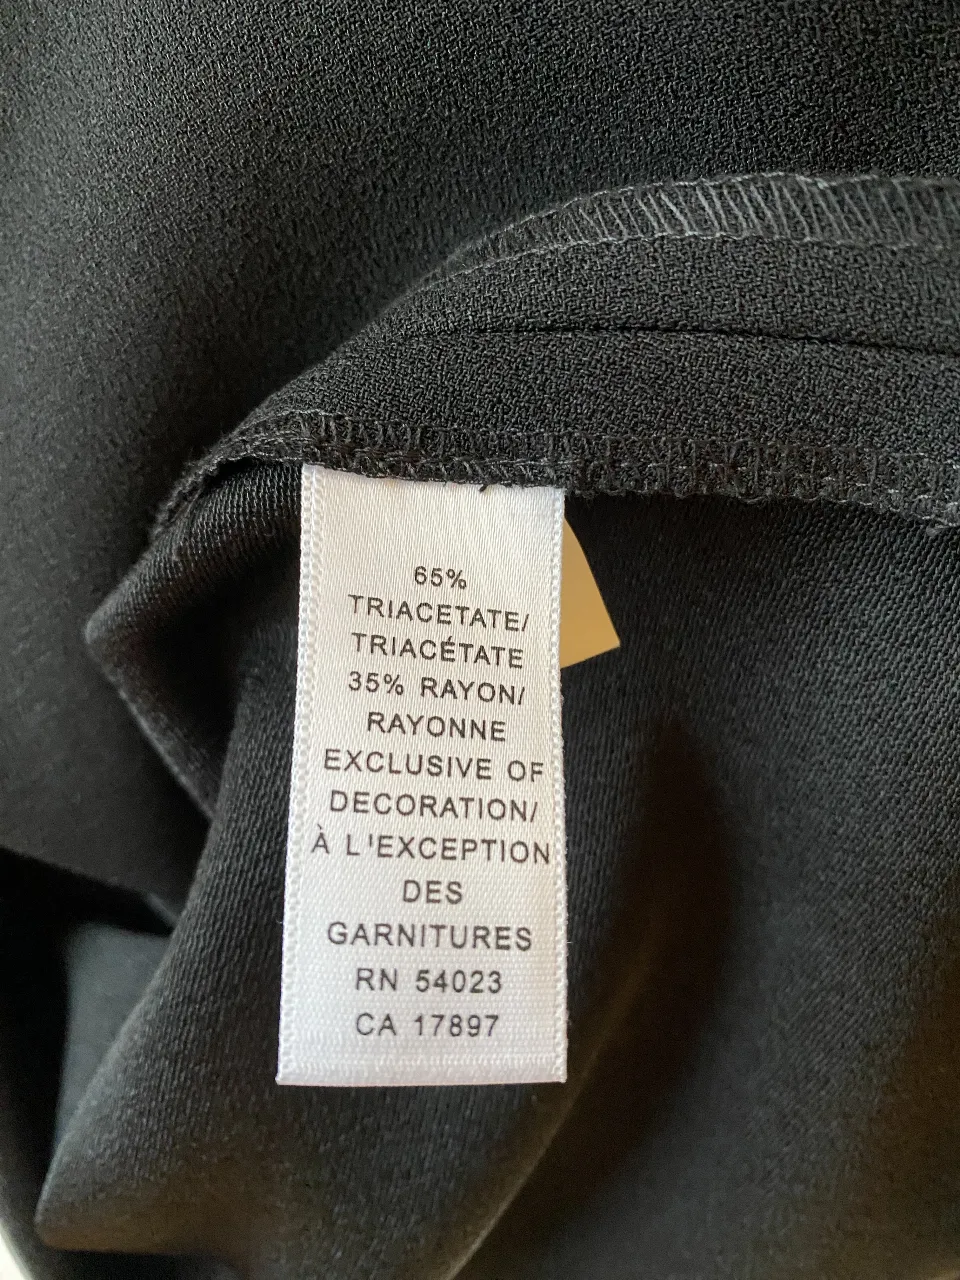 65%
TRIACETATE/
TRIACÉTATE
35% RAYON/
RAYONNE
EXCLUSIVE OF
DECORATION/
À L'EXCEPTION
DES
GARNITURES
RN 54023
CA 17897